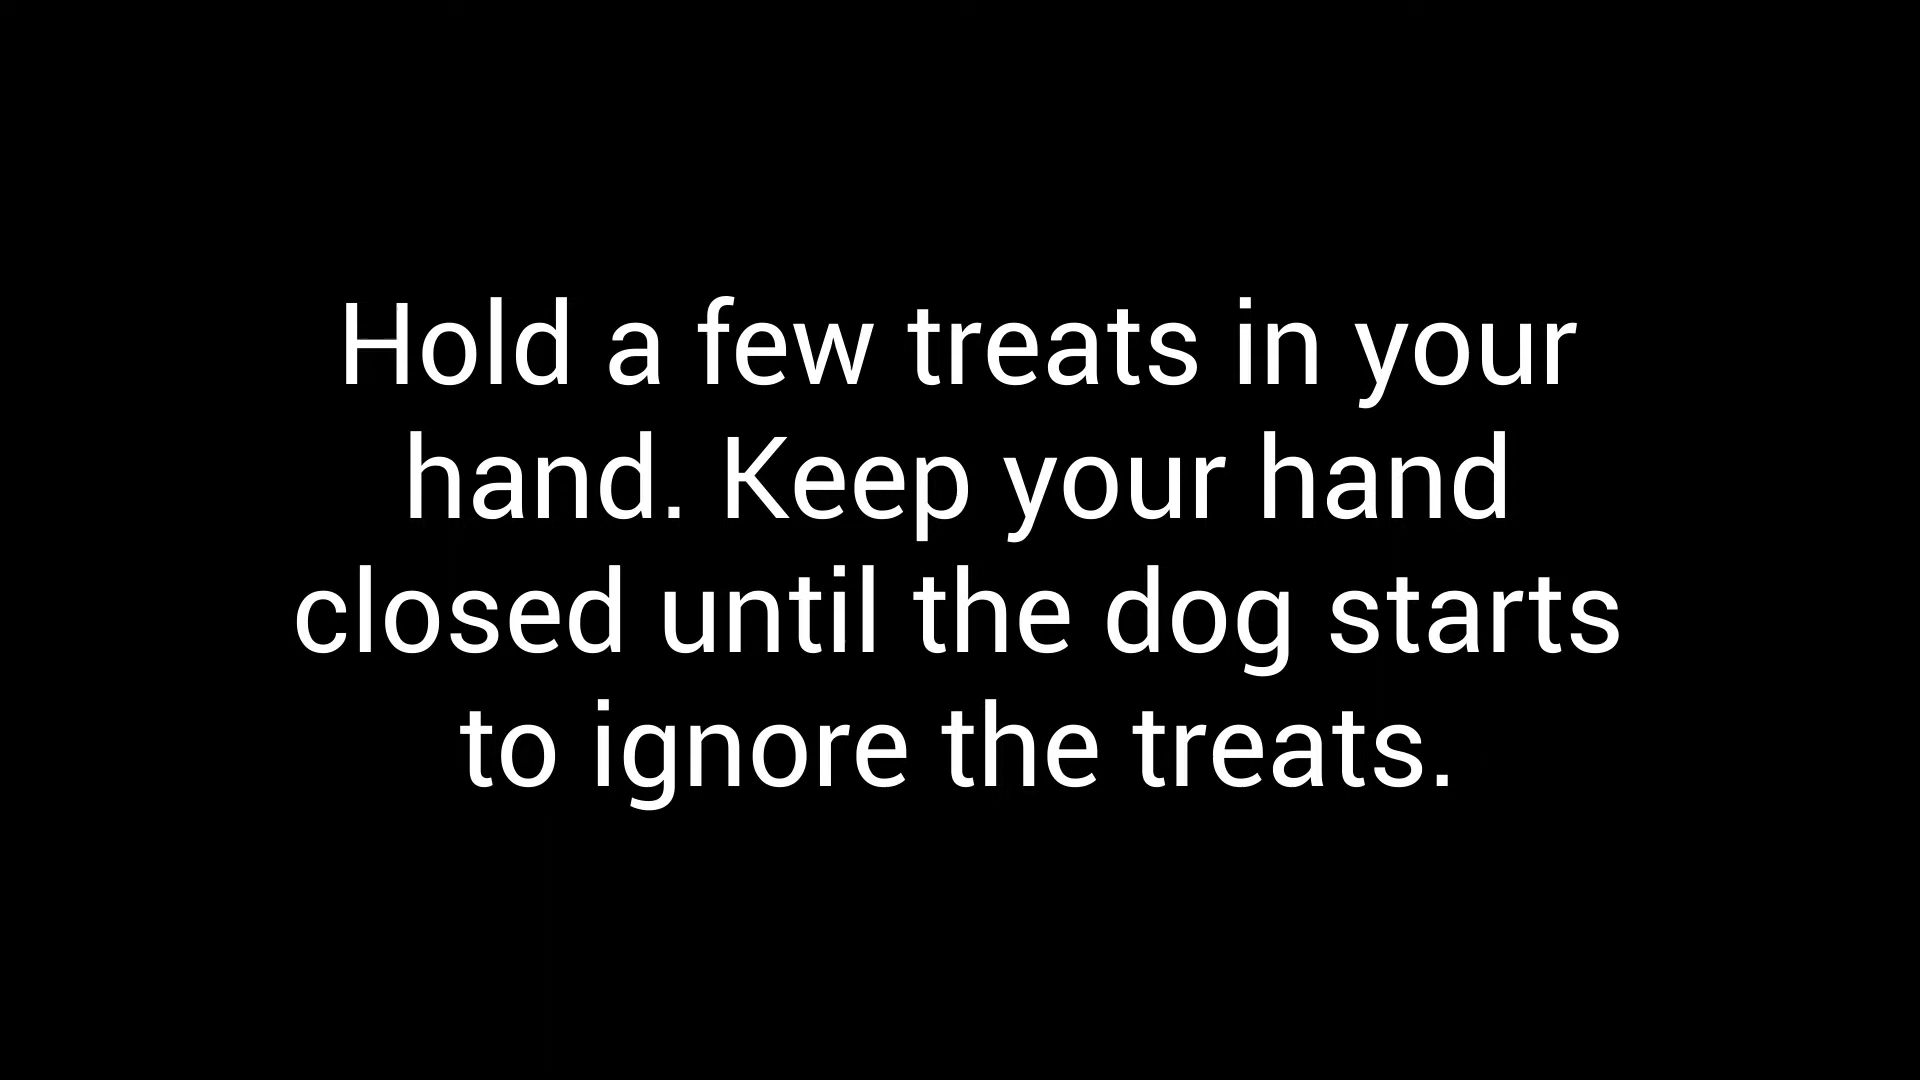 Hold a few treats in your
hand. Keep your hand
closed until the dog starts
to ignore the treats.